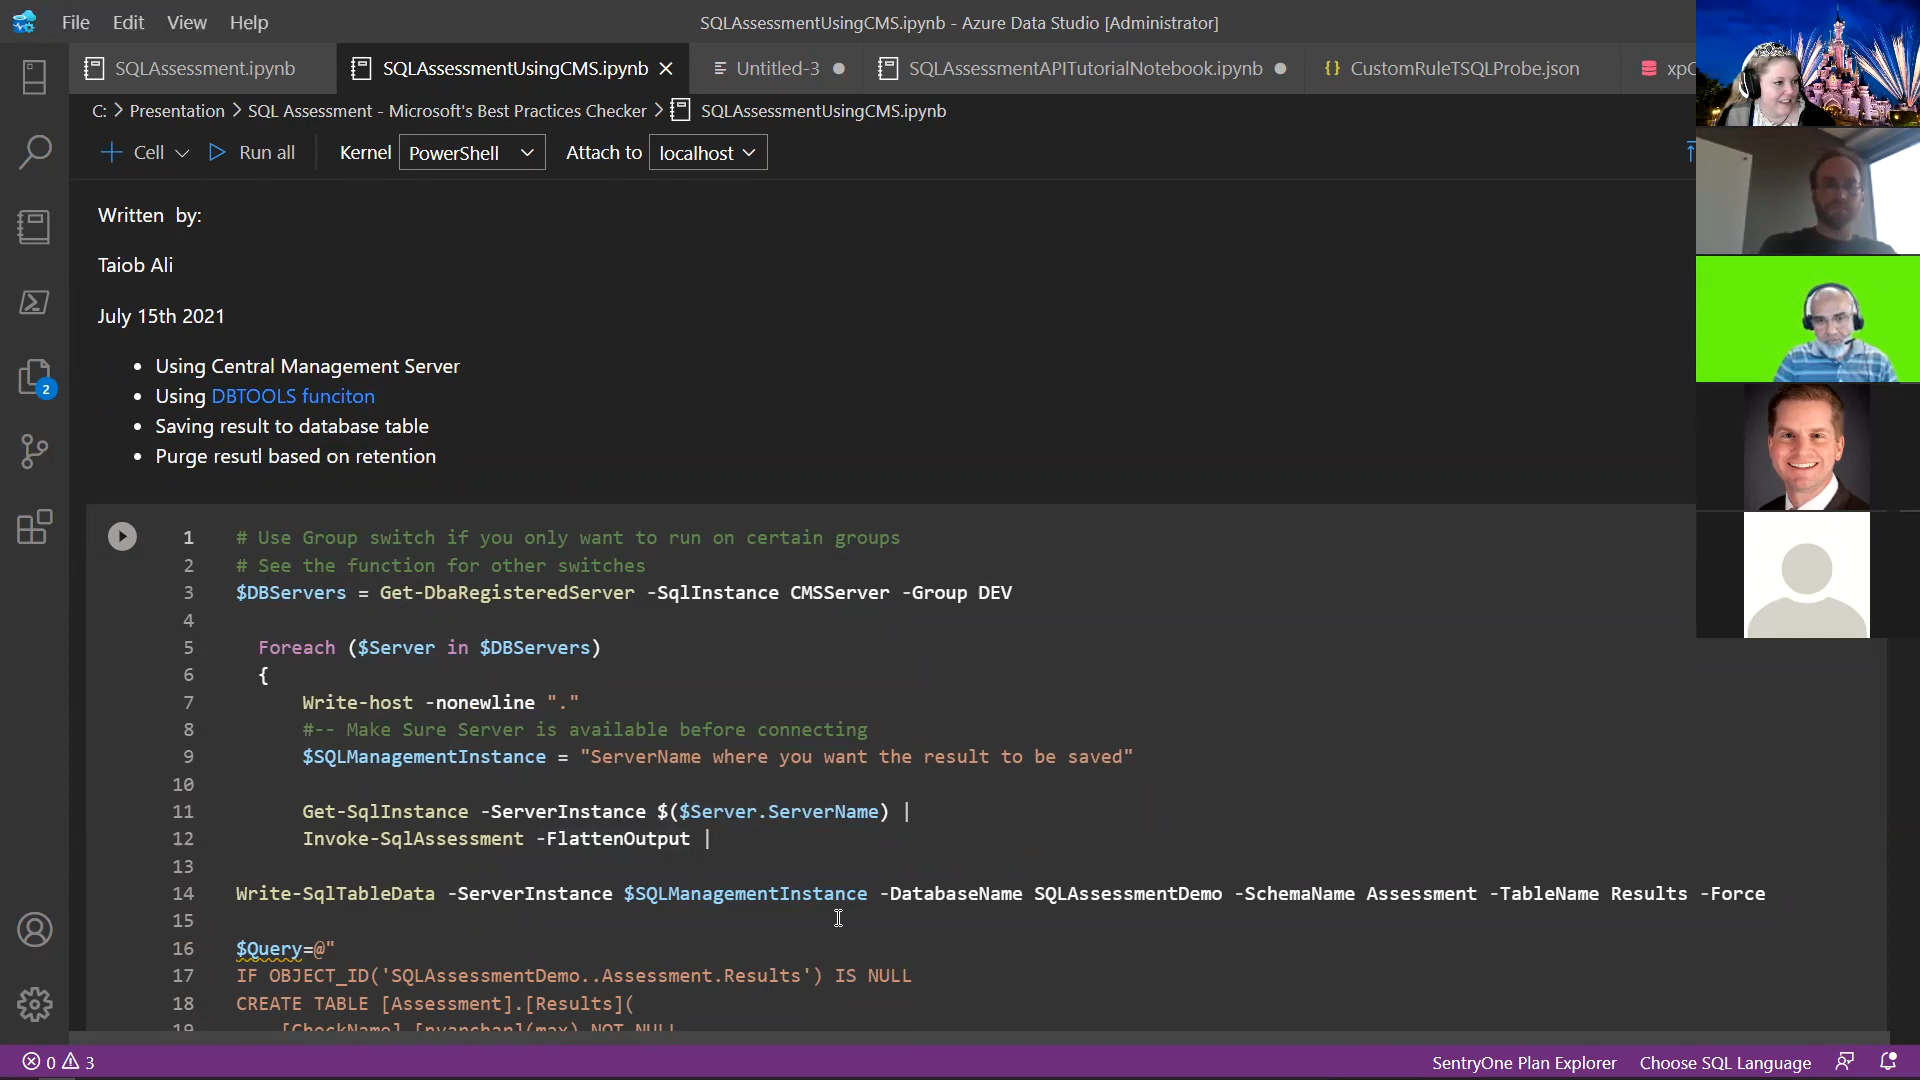 File Edit View Help
SQLAssessmentUsingCMS.ipynb - Azure Data Studio [Administrator]
SQLAssessment.ipynb SQLAssessmentUsingCMS.ipynb Untitled-3 SQLAssessmentAPITutorialNotebook.ipynb {} CustomRuleTSQLProbe.json
C: > Presentation > SQL Assessment - Microsoft's Best Practices Checker > SQLAssessmentUsingCMS.ipynb
+ Cell Run all Kernel PowerShell Attach to localhost
Written by:
Taiob Ali
July 15th 2021
• Using Central Management Server
• Using DBTOOLS funciton
• Saving result to database table
• Purge resutl based on retention
1 # Use Group switch if you only want to run on certain groups
2 # See the function for other switches
3 $DBServers = Get-DbaRegisteredServer -SqlInstance CMSServer -Group DEV
4
5 Foreach ($Server in $DBServers)
6 {
7 Write-host -nonewline "."
8 #-- Make Sure Server is available before connecting
9 $SQLManagementInstance = "ServerName where you want the result to be saved"
10
11 Get-SqlInstance -ServerInstance $($Server.ServerName) |
12 Invoke-SqlAssessment -FlattenOutput |
13
14 Write-SqlTableData -ServerInstance $SQLManagementInstance -DatabaseName SQLAssessmentDemo -SchemaName Assessment -TableName Results -Force
15
16 $Query=@"
17 IF OBJECT_ID('SQLAssessmentDemo..Assessment.Results') IS NULL
18 CREATE TABLE [Assessment].[Results](
19 [CheckName] [nvarchar](max) NOT NULL
2
0 3
SentryOne Plan Explorer Choose SQL Language